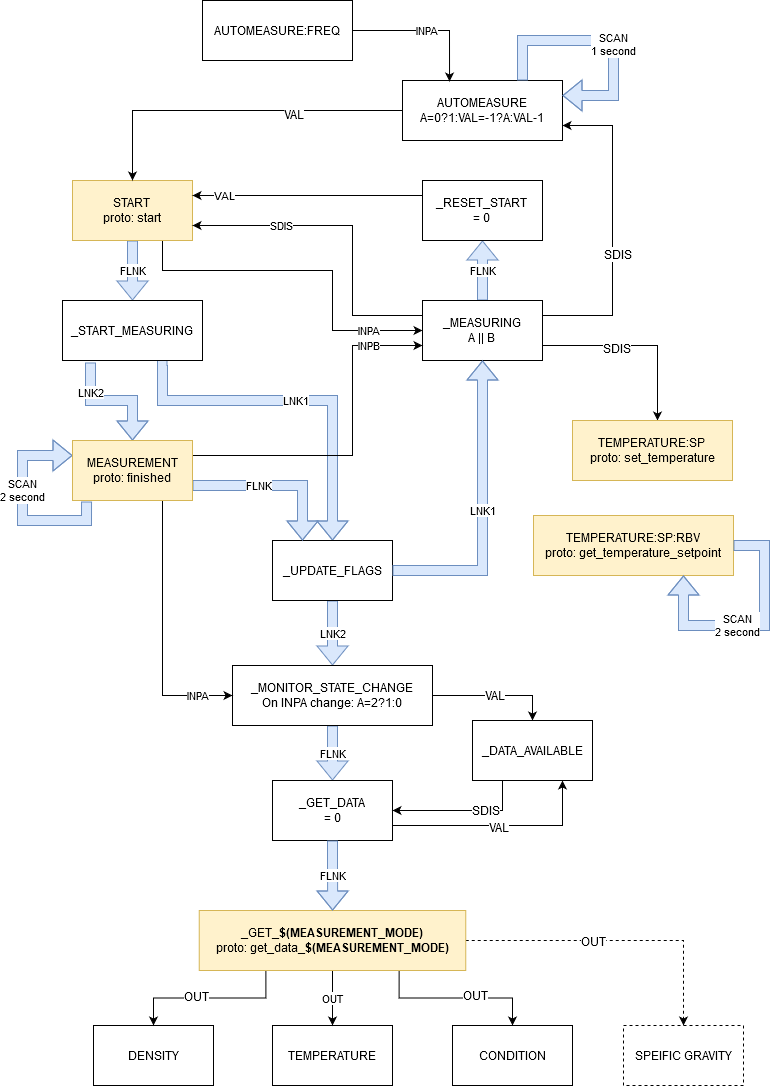 AUTOMEASURE:FREQ
INPA
SCAN
1 second
AUTOMEASURE
A=0?1:VAL=-1?A:VAL-1
VAL
START
proto: start
VAL
_RESET_START
= 0
SDIS
SDIS
FLNK
FLNK
_START_MEASURING
_MEASURING
A || B
INPA
INPB
SDIS
LNK2
LNK1
TEMPERATURE:SP
proto: set_temperature
MEASUREMENT
proto: finished
SCAN
2 second
FLNK
LNK1
TEMPERATURE:SP:RBV
proto: get_temperature_setpoint
_UPDATE_FLAGS
SCAN
2 second
LNK2
_MONITOR_STATE_CHANGE
On INPA change: A=2?1:0
INPA
VAL
_DATA_AVAILABLE
FLNK
_GET_DATA
= 0
SDIS
VAL
FLNK
_GET_$(MEASUREMENT_MODE)
proto: get_data_$(MEASUREMENT_MODE)
OUT
OUT
OUT
OUT
DENSITY
TEMPERATURE
CONDITION
SPEIFIC GRAVITY